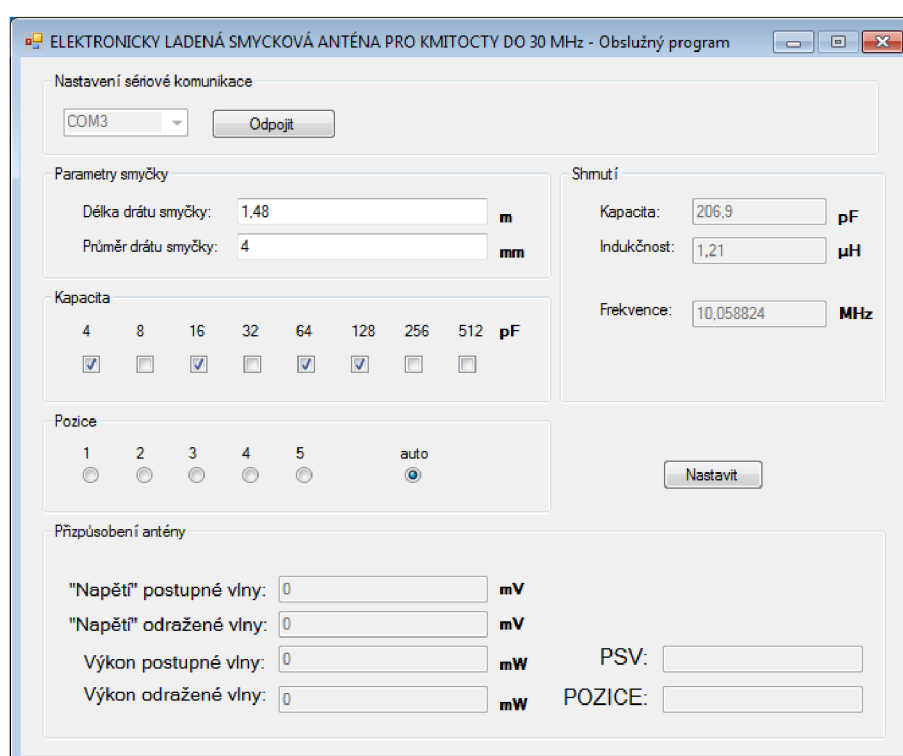 ELEKTRONICKY LADENÁ SMYCKOVÁ ANTÉNA PRO KMITOCTY DO 30 MHz - Obslužný program
Nastavení sériové komunikace
COM3
Odpojit
Parametry smyčky
Délka drátu smyčky: 1,48 m
Průměr drátu smyčky: 4 mm
Shrnutí
Kapacita: 206,9 pF
Indukčnost: 1,21 µH
Frekvence: 10,058824 MHz
Kapacita
4 8 16 32 64 128 256 512 pF
Pozice
1 2 3 4 5 auto
Nastavit
Přizpůsobení antény
"Napětí" postupné vlny: 0 mV
"Napětí" odražené vlny: 0 mV
Výkon postupné vlny: 0 mW
Výkon odražené vlny: 0 mW
PSV:
POZICE: